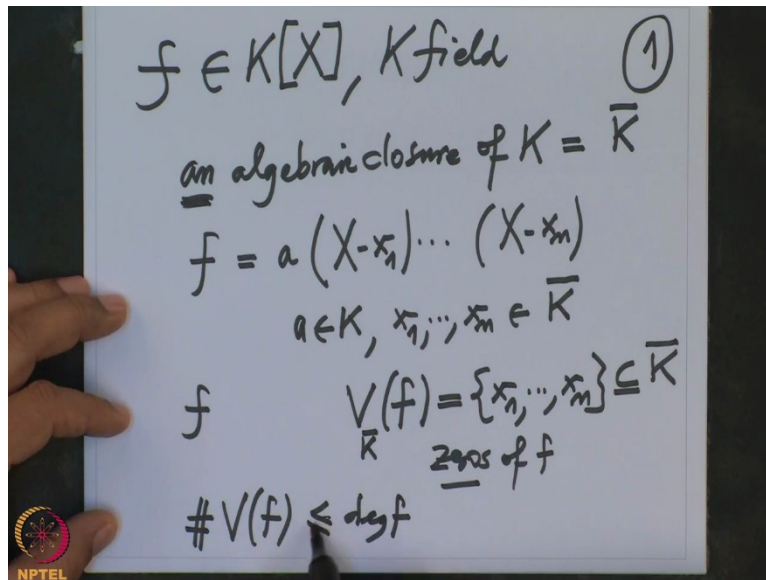 f ∈ K[X], K field ①
an algebraic closure of K = K̅
f = a (X-x₁)⋯ (X-xₙ)
a∈K, x₁,⋯,xₙ ∈ K̅
f V_K̅(f) = {x₁,⋯,xₙ} ⊆ K̅
zeros of f
# V(f) ≤ deg f
NPTEL